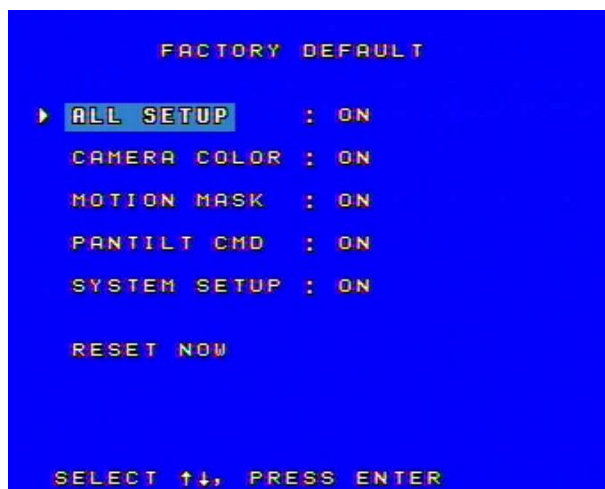 FACTORY DEFAULT
ALL SETUP : ON
CAMERA COLOR : ON
MOTION MASK : ON
PANTILT CMD : ON
SYSTEM SETUP : ON
RESET NOW
SELECT ↑↓, PRESS ENTER